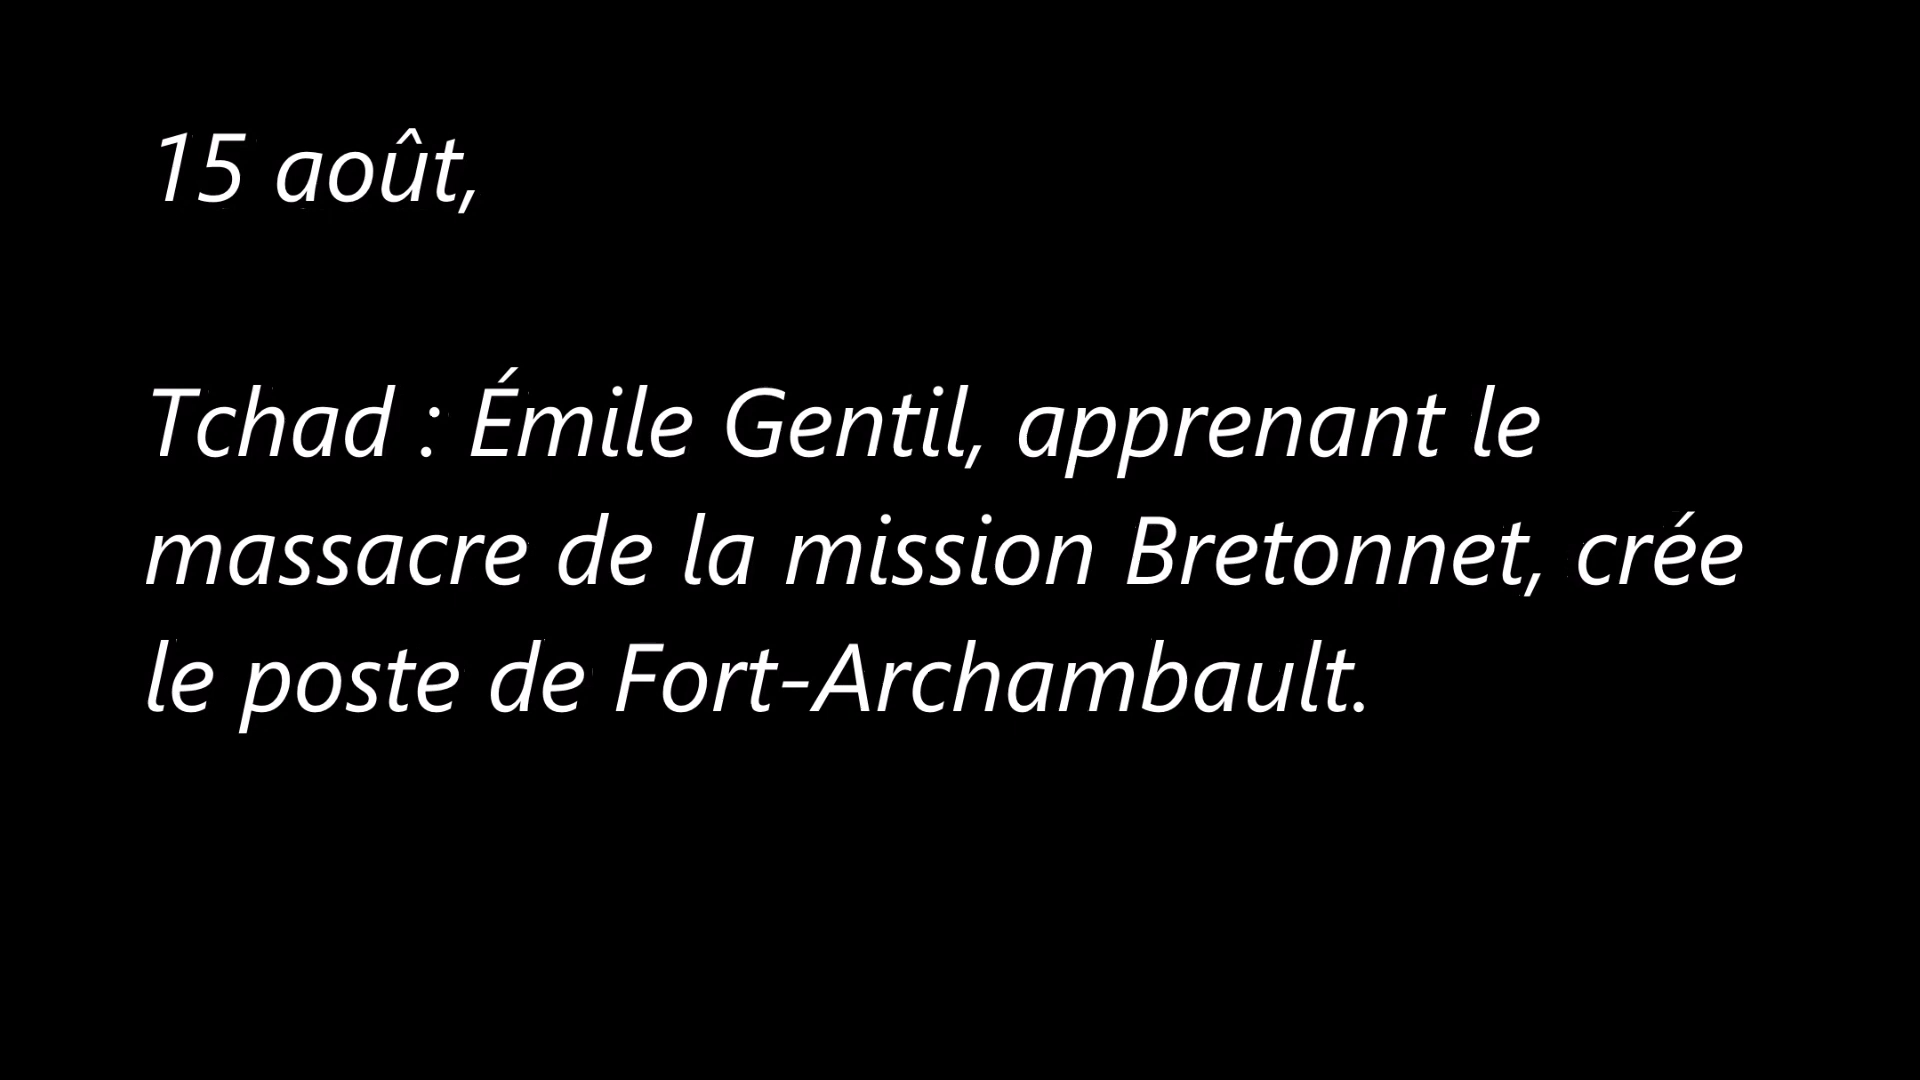 15 août,
Tchad : Émile Gentil, apprenant le
massacre de la mission Bretonnet, crée
le poste de Fort-Archambault.